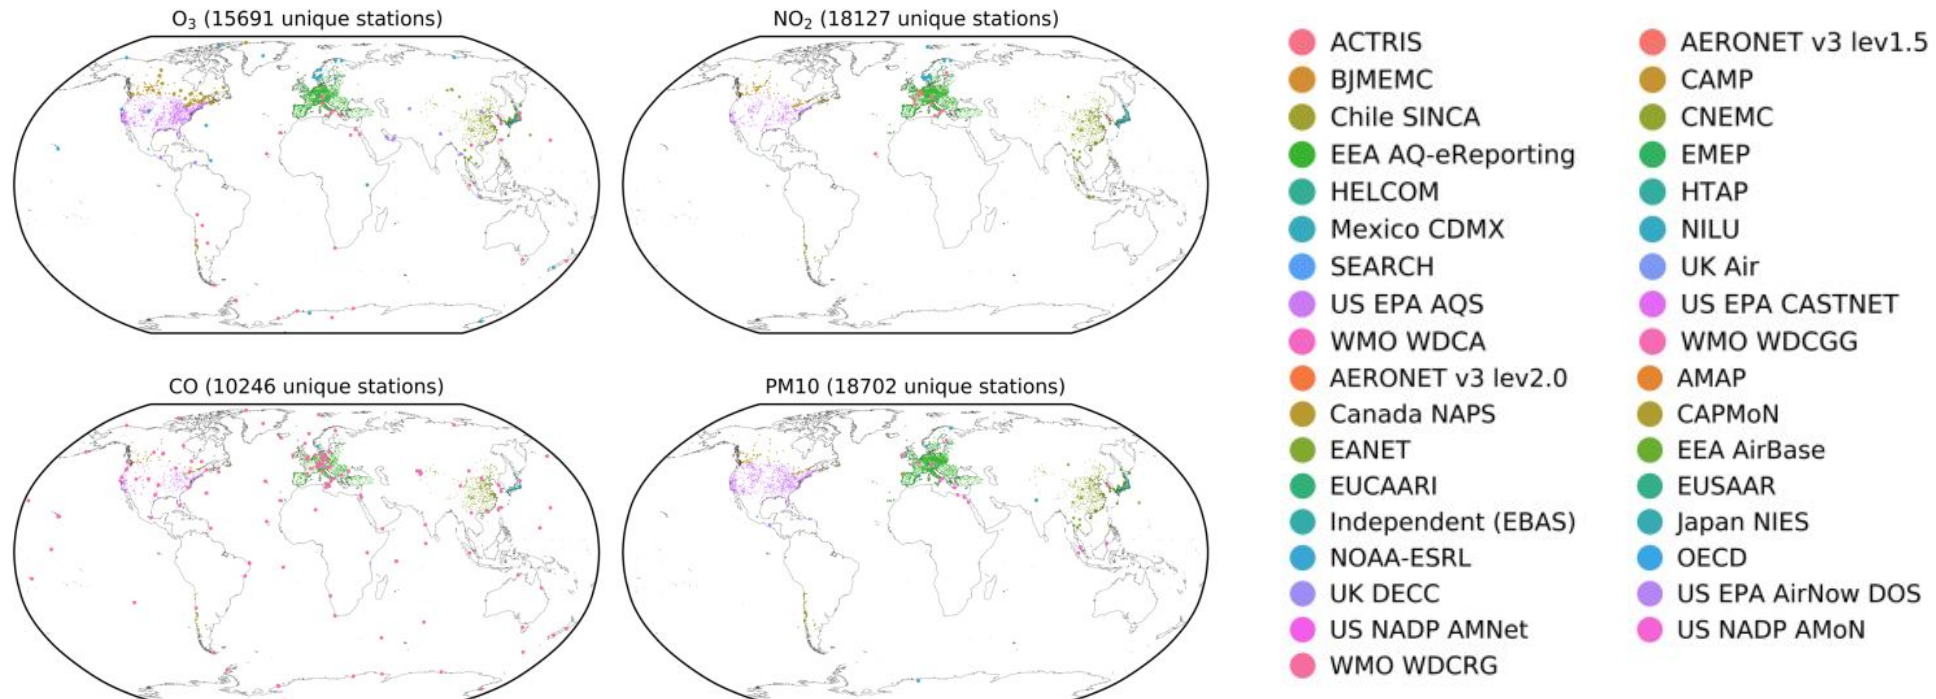 O₃ (15691 unique stations)
NO₂ (18127 unique stations)
CO (10246 unique stations)
PM10 (18702 unique stations)
ACTRIS
AERONET v3 lev1.5
BJMEMC
CAMP
Chile SINCA
CNEMC
EEA AQ-eReporting
EMEP
HELCOM
HTAP
Mexico CDMX
NILU
SEARCH
UK Air
US EPA AQS
US EPA CASTNET
WMO WDCA
WMO WDCGG
AERONET v3 lev2.0
AMAP
Canada NAPS
CAPMoN
EANET
EEA AirBase
EUCAARI
EUSAAR
Independent (EBAS)
Japan NIES
NOAA-ESRL
OECD
UK DECC
US EPA AirNow DOS
US NADP AMNet
US NADP AMoN
WMO WDCRG